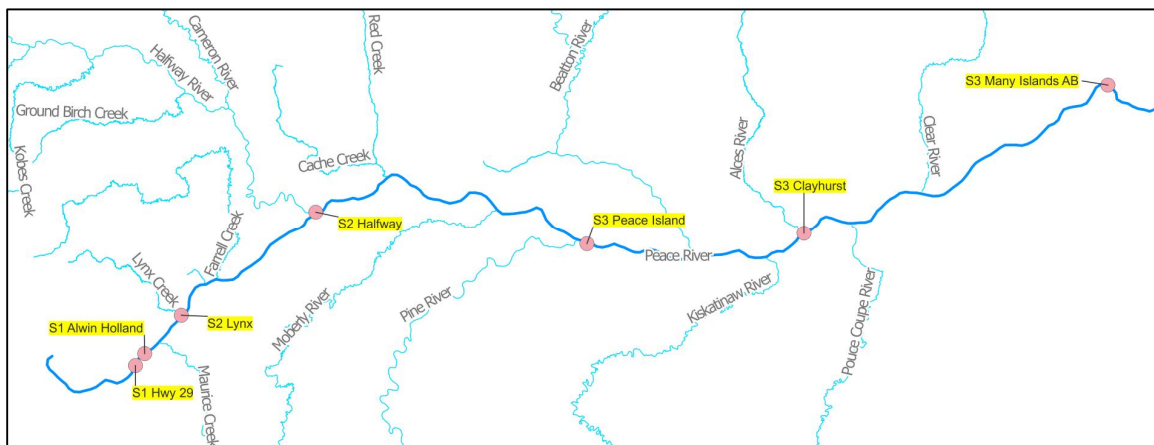 Cameron River
Red Creek
Beatton River
Halfway River
S3 Many Islands AB
Ground Birch Creek
Kobes Creek
Cache Creek
Alces River
Clear River
S3 Clayhurst
S2 Halfway
S3 Peace Island
Farrell Creek
Peace River
Lynx Creek
Moberly River
Pine River
Kiskatinaw River
Pouce Coupe River
S2 Lynx
S1 Alwin Holland
Maurice Creek
S1 Hwy 29